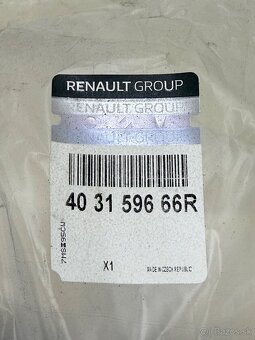 RENAULT GROUP
RENAULT GROUP
40 31 596 66R
X1
MADE IN CZECH REPUBLIC